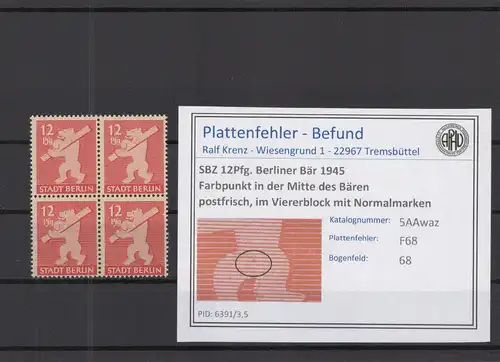 12 12
Pfg Pfg
STADT BERLIN STADT BERLIN
12 12
Pfg Pfg
STADT BERLIN STADT BERLIN
Plattenfehler - Befund
Ralf Krenz - Wiesengrund 1 - 22967 Tremsbüttel
SBZ 12Pfg. Berliner Bär 1945
Farbpunkt in der Mitte des Bären
postfrisch, im Viererblock mit Normalmarken
Katalognummer: 5AAwaz
Plattenfehler: F68
Bogenfeld: 68
PID: 6391/3,5